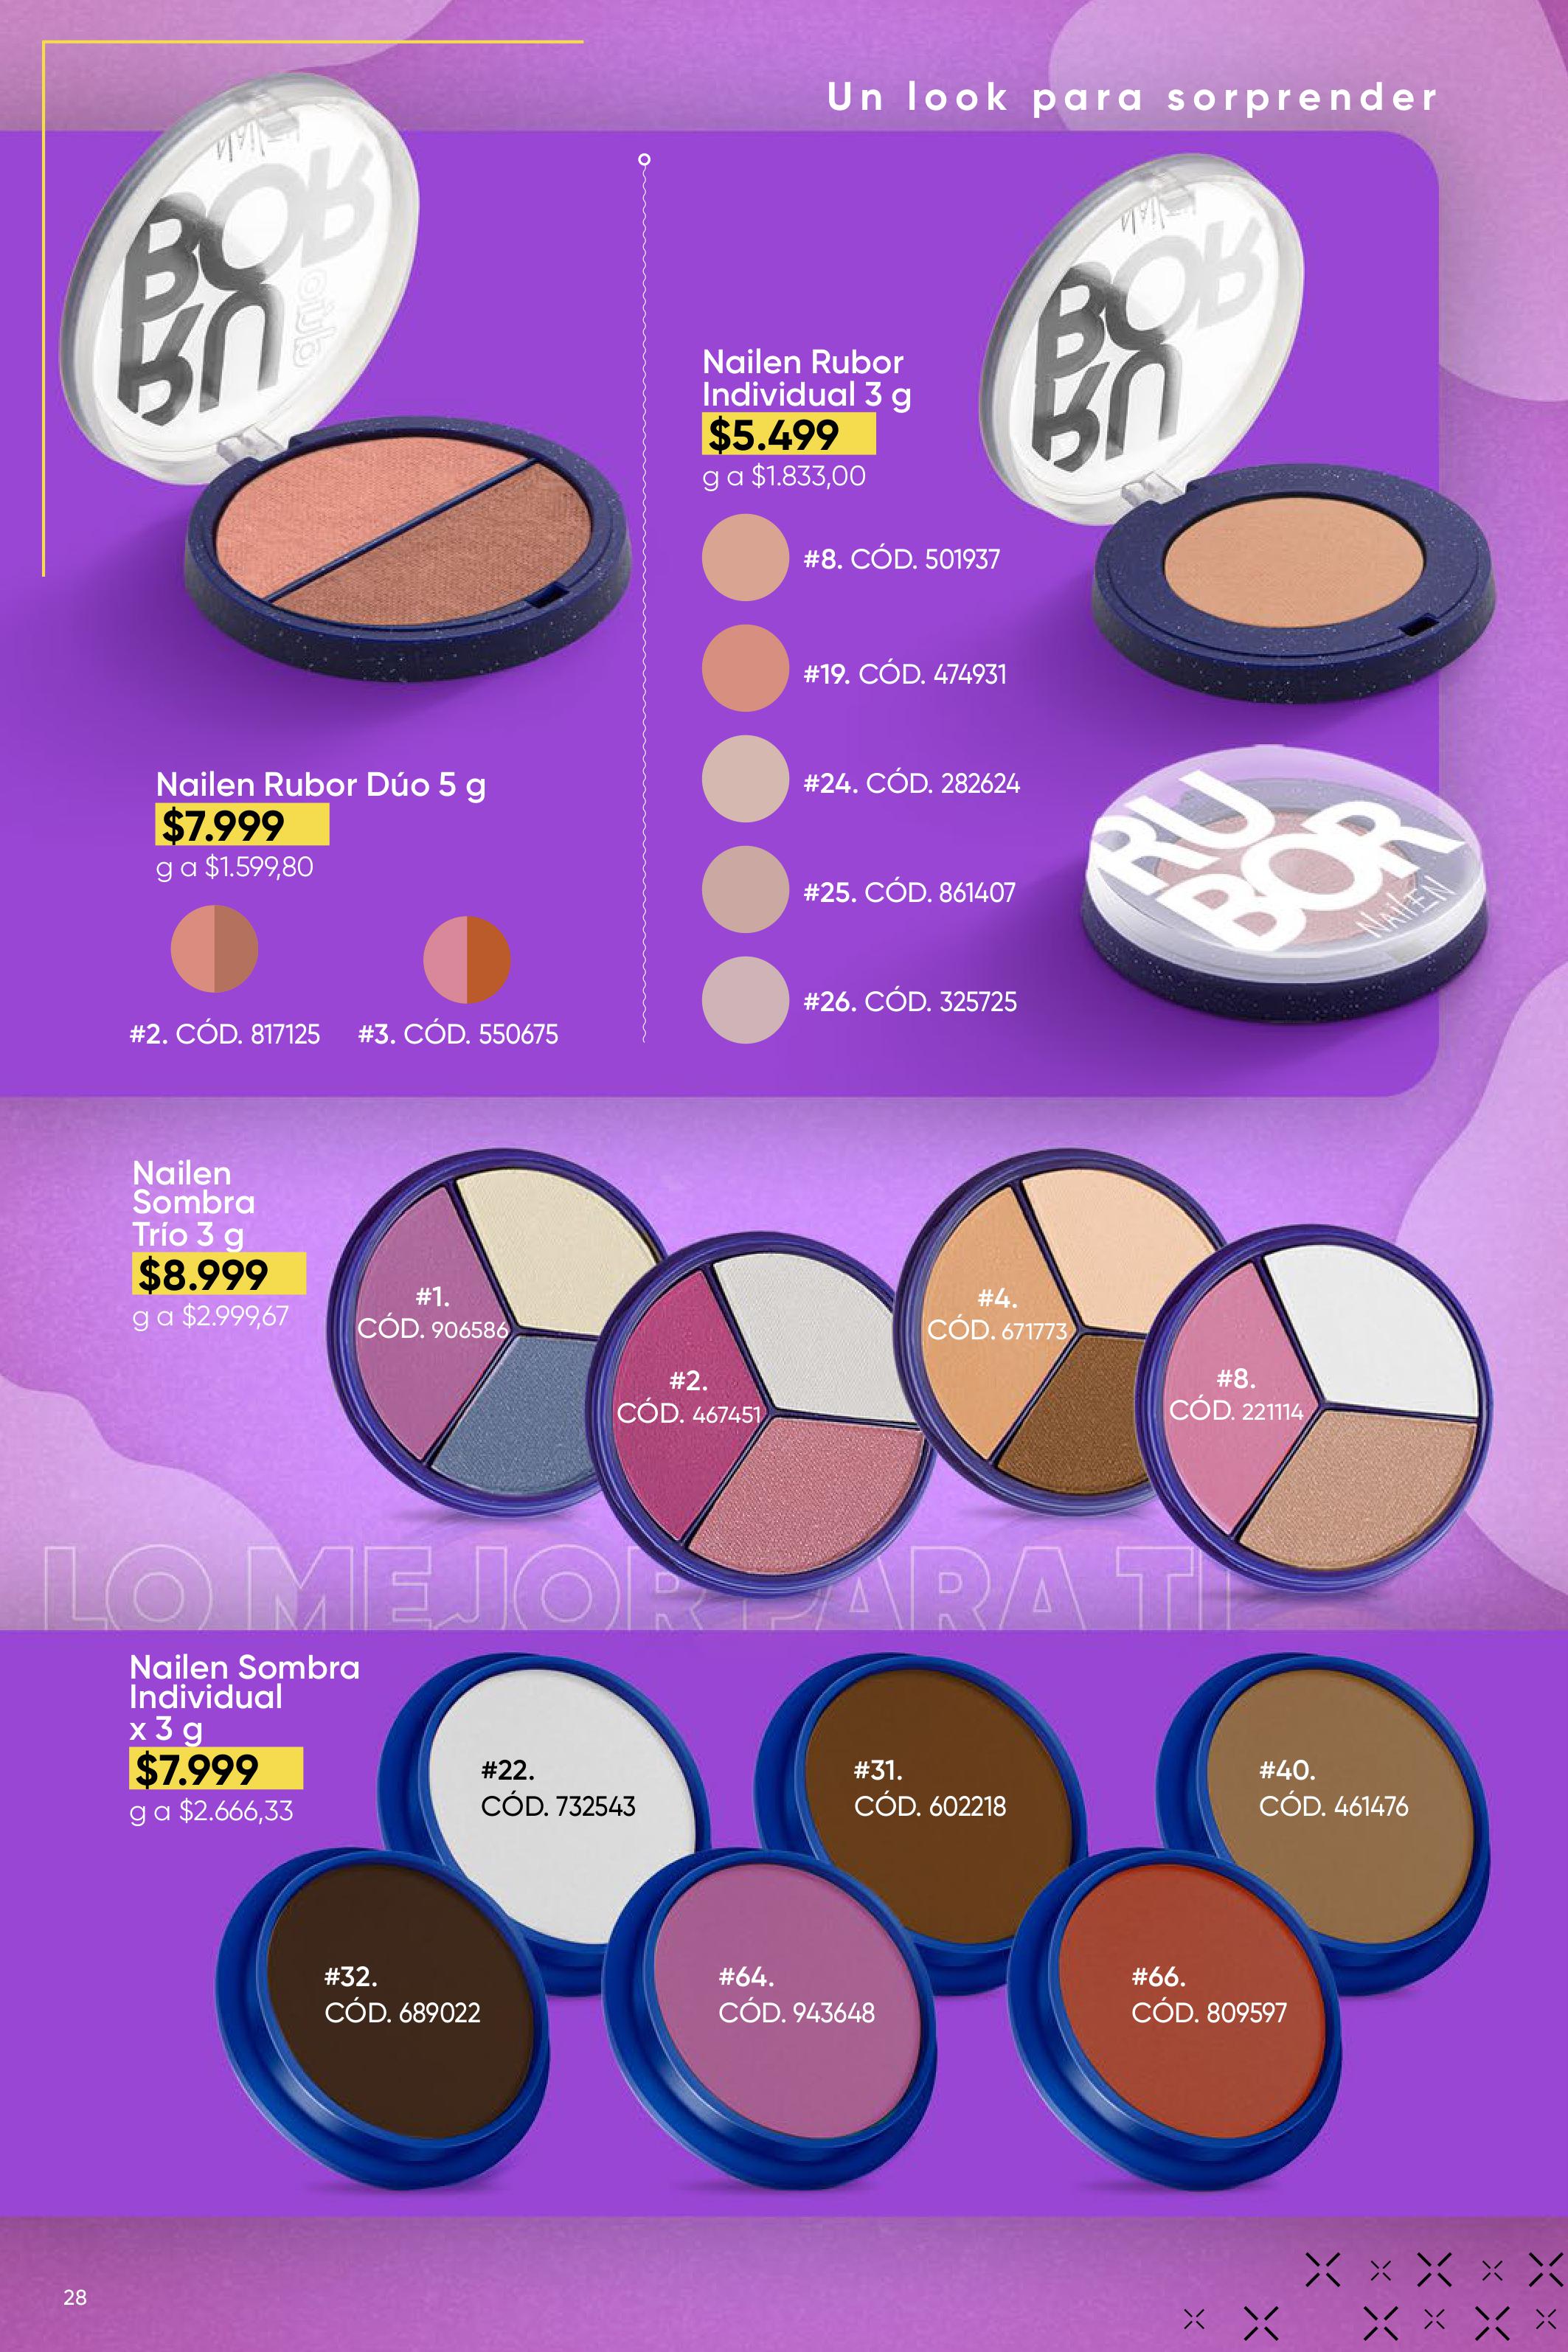 Un look para sorprender
NAILEN
RUBOR
dúo
NAILEN
RUBOR
Nailen Rubor
Individual 3 g
$5.499
g a $1.833,00
#8. CÓD. 501937
#19. CÓD. 474931
#24. CÓD. 282624
#25. CÓD. 861407
#26. CÓD. 325725
RU
BOR
NAILEN
Nailen Rubor Dúo 5 g
$7.999
g a $1.599,80
#2. CÓD. 817125
#3. CÓD. 550675
Nailen
Sombra
Trío 3 g
$8.999
g a $2.999,67
#1.
CÓD. 906586
#2.
CÓD. 467451
#4.
CÓD. 671773
#8.
CÓD. 221114
LO MEJOR PARA TI
Nailen Sombra
Individual
x 3 g
$7.999
g a $2.666,33
#22.
CÓD. 732543
#31.
CÓD. 602218
#40.
CÓD. 461476
#32.
CÓD. 689022
#64.
CÓD. 943648
#66.
CÓD. 809597
28